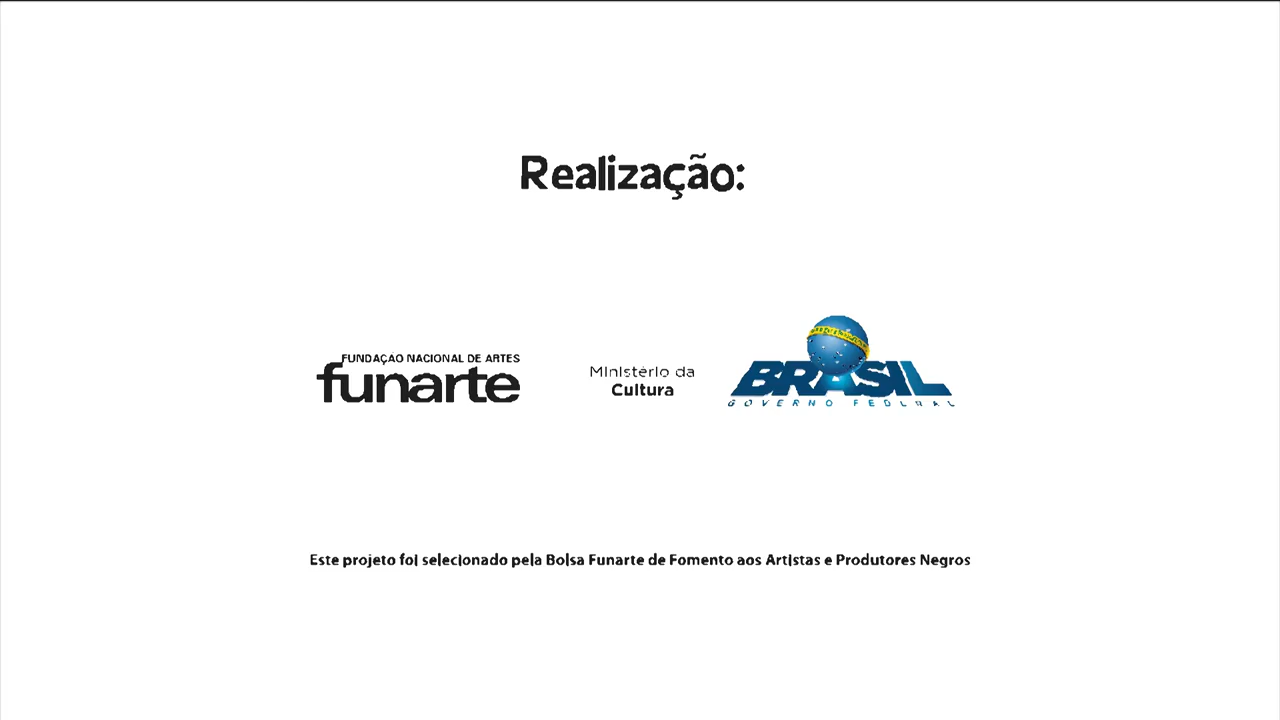 Realização:
FUNDAÇÃO NACIONAL DE ARTES
funarte
Ministério da
Cultura
BRASIL
GOVERNO FEDERAL
Este projeto foi selecionado pela Bolsa Funarte de Fomento aos Artistas e Produtores Negros